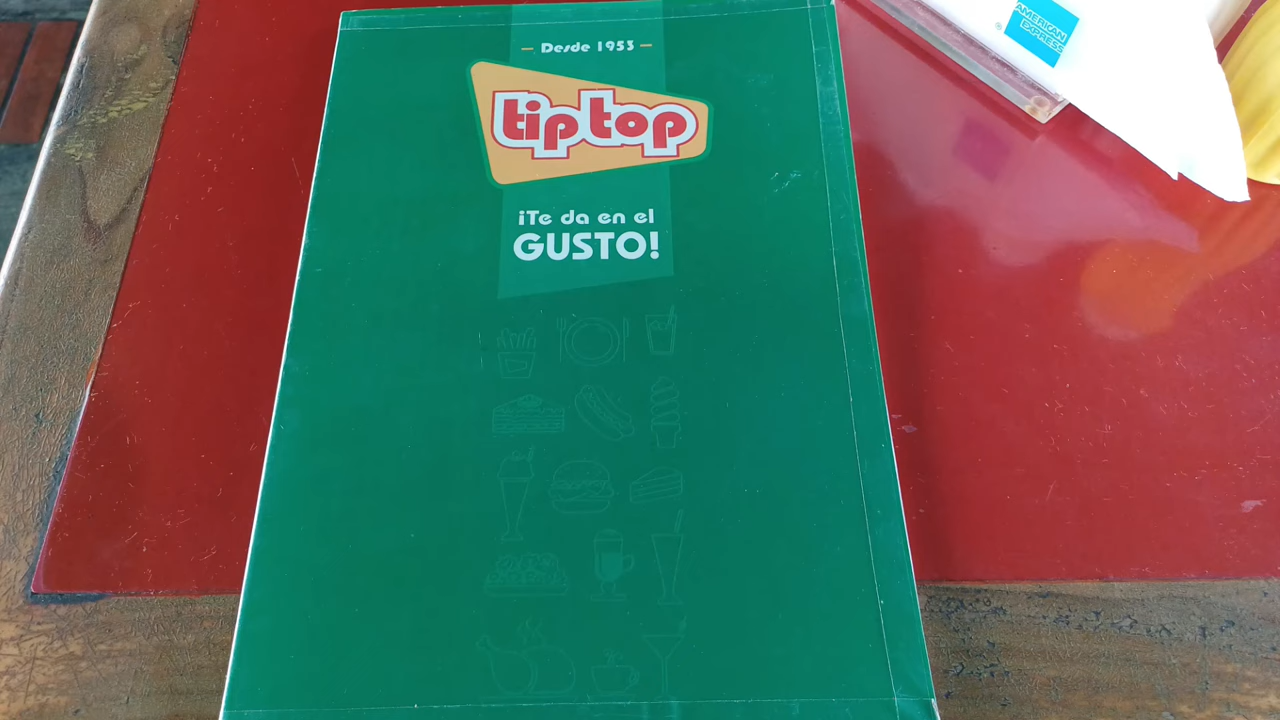 Desde 1953
tip top
¡Te da en el
GUSTO!
AMERICAN
EXPRESS